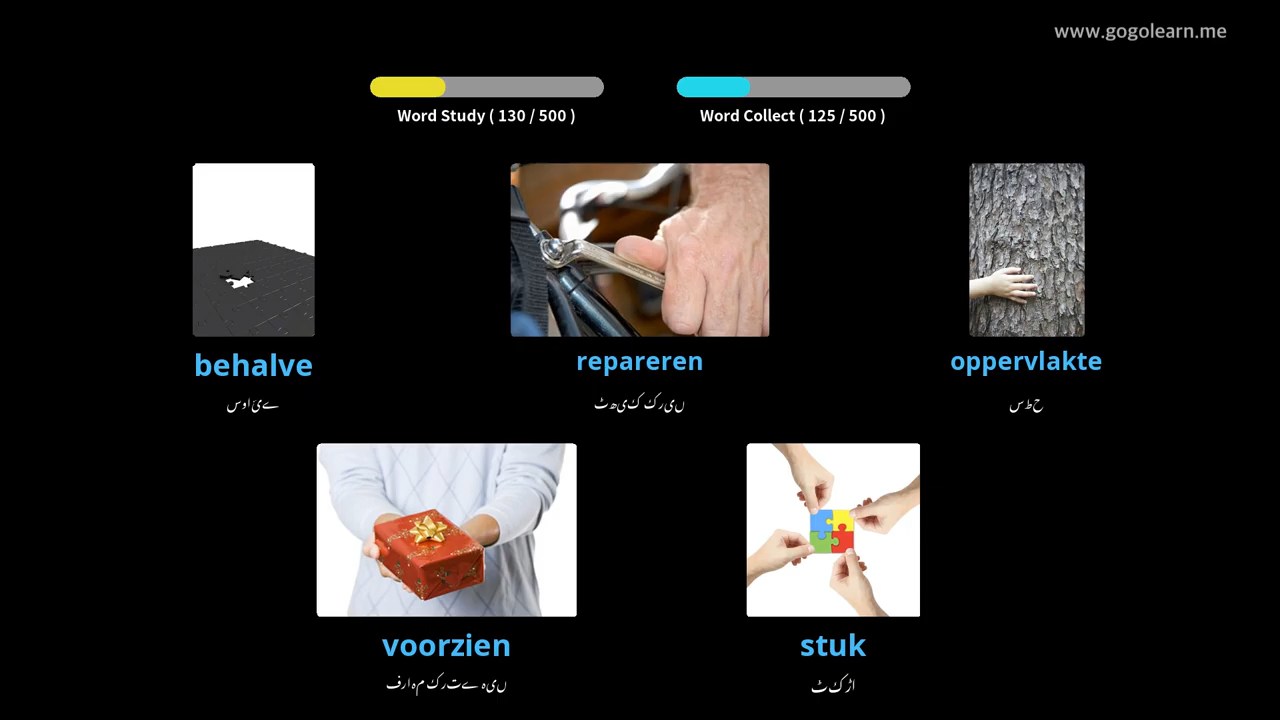 www.gogolearn.me
Word Study ( 130 / 500 )
Word Collect ( 125 / 500 )
behalve
repareren
oppervlakte
سوائے
ٹھیک کریں
سطح
voorzien
stuk
فراہم کرتے ہیں
ٹکڑا